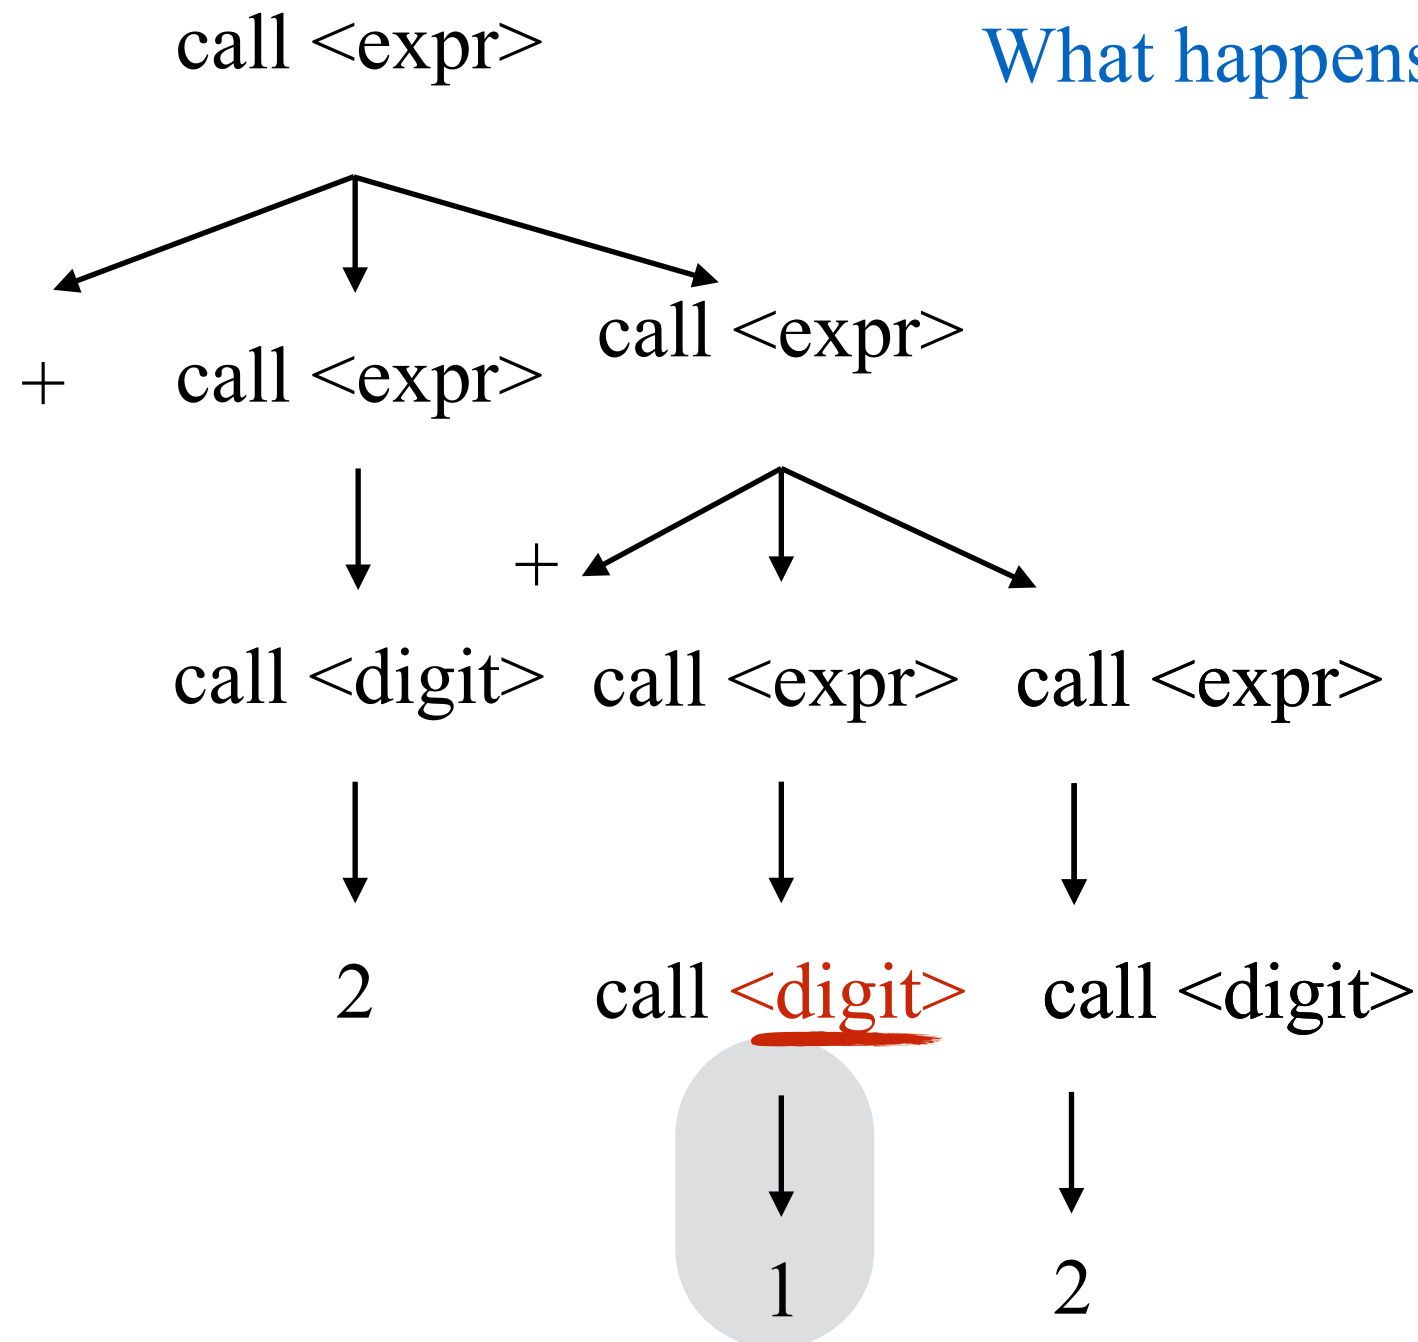 call <expr>
What happens
+ call <expr> call <expr>
+
call <digit> call <expr> call <expr>
2 call <digit> call <digit>
1 2